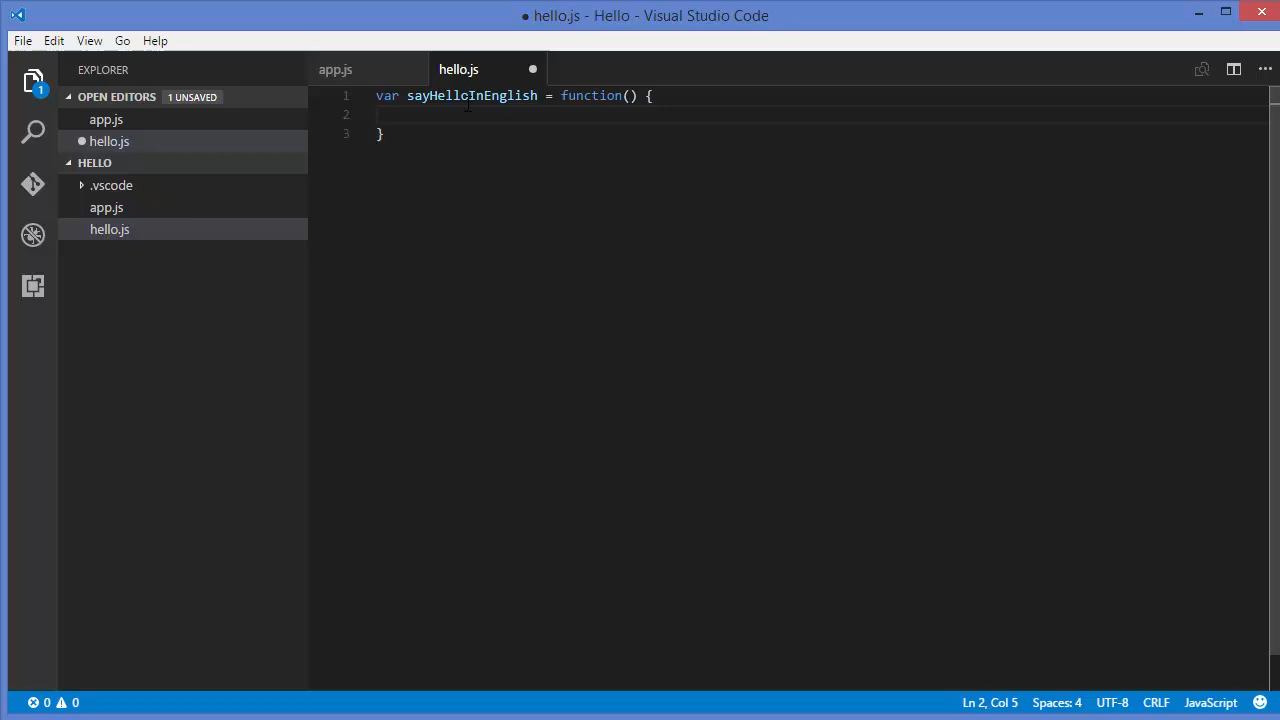 ● hello.js - Hello - Visual Studio Code
File Edit View Go Help
EXPLORER
app.js hello.js
OPEN EDITORS 1 UNSAVED
app.js
hello.js
HELLO
.vscode
app.js
hello.js
1
1 var sayHelloInEnglish = function() {
2
3 }
0 0 Ln 2, Col 5 Spaces: 4 UTF-8 CRLF JavaScript